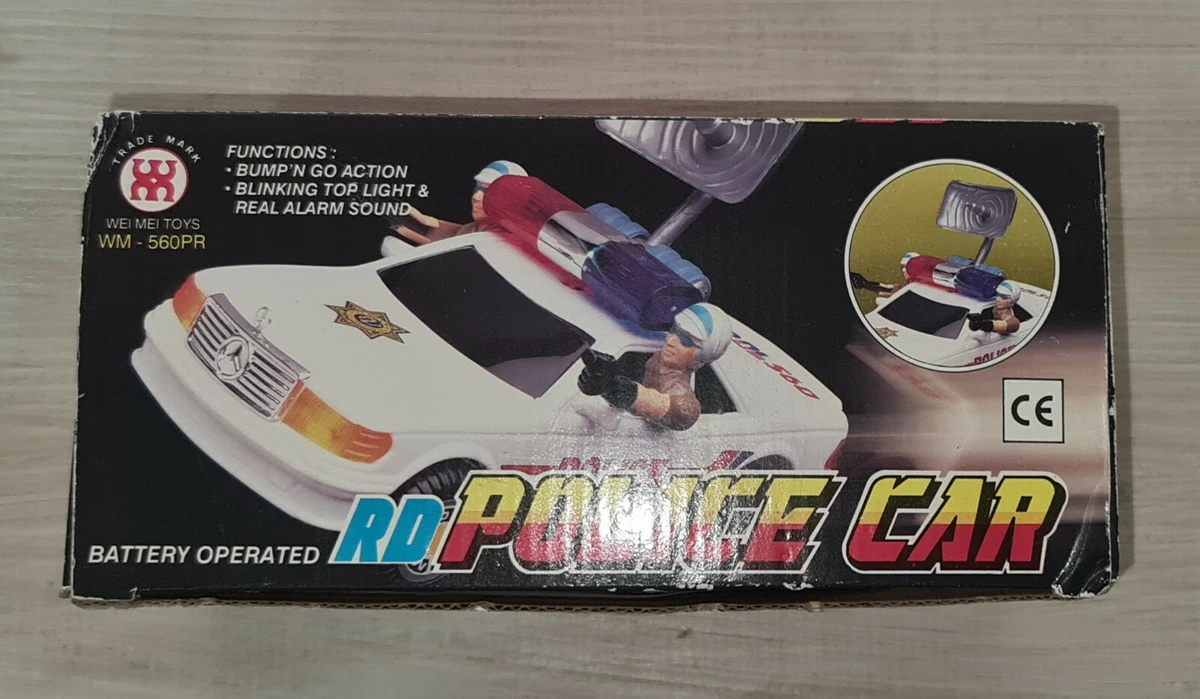 TRADE MARK
WEI MEI TOYS
WM - 560PR
FUNCTIONS :
• BUMP'N GO ACTION
• BLINKING TOP LIGHT &
REAL ALARM SOUND
POLICE
CE
BATTERY OPERATED
RD POLICE CAR